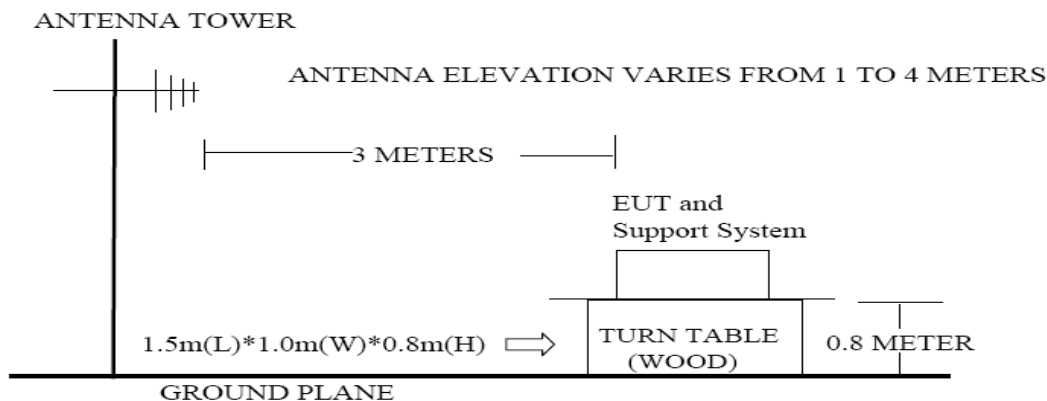 ANTENNA TOWER
ANTENNA ELEVATION VARIES FROM 1 TO 4 METERS
3 METERS
EUT and
Support System
1.5m(L)*1.0m(W)*0.8m(H)
TURN TABLE
(WOOD)
0.8 METER
GROUND PLANE